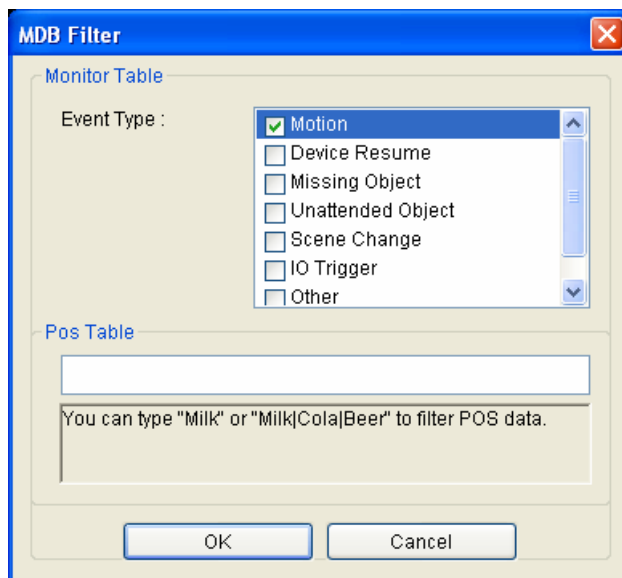 MDB Filter
Monitor Table
Event Type :
Motion
Device Resume
Missing Object
Unattended Object
Scene Change
IO Trigger
Other
Pos Table
You can type "Milk" or "Milk|Cola|Beer" to filter POS data.
OK
Cancel